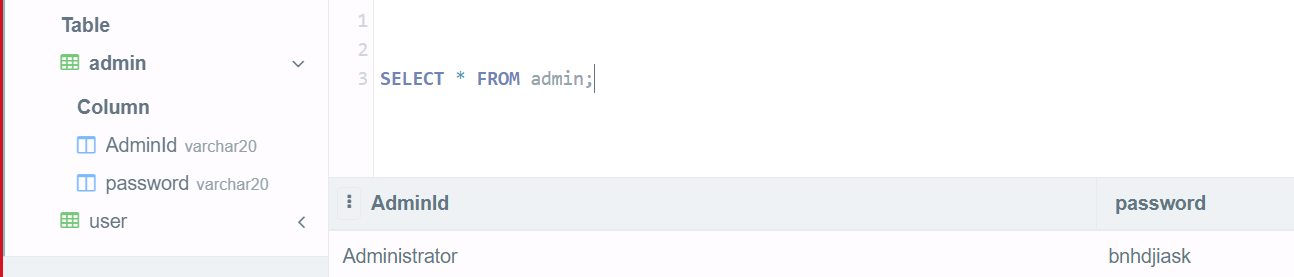 Table
admin
Column
AdminId varchar20
password varchar20
user
1
2
3 SELECT * FROM admin;
AdminId password
Administrator bnhdjiask